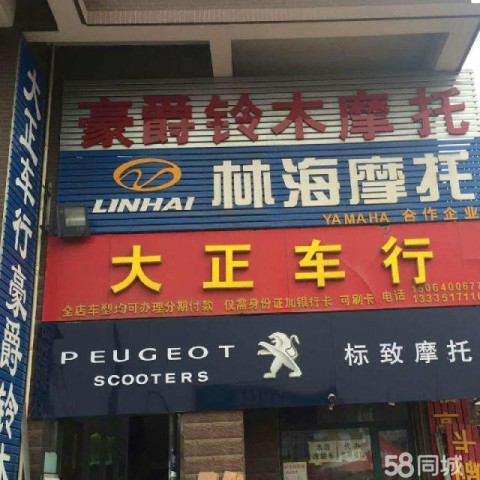 豪爵铃木摩托
林海摩托
LINHAI
YAMAHA 合作企业
大正车行
全店车型均可办理分期付款 仅需身份证加银行卡 可刷卡 电话
PEUGEOT
SCOOTERS
标致摩托
大正车行豪爵铃木
58同城